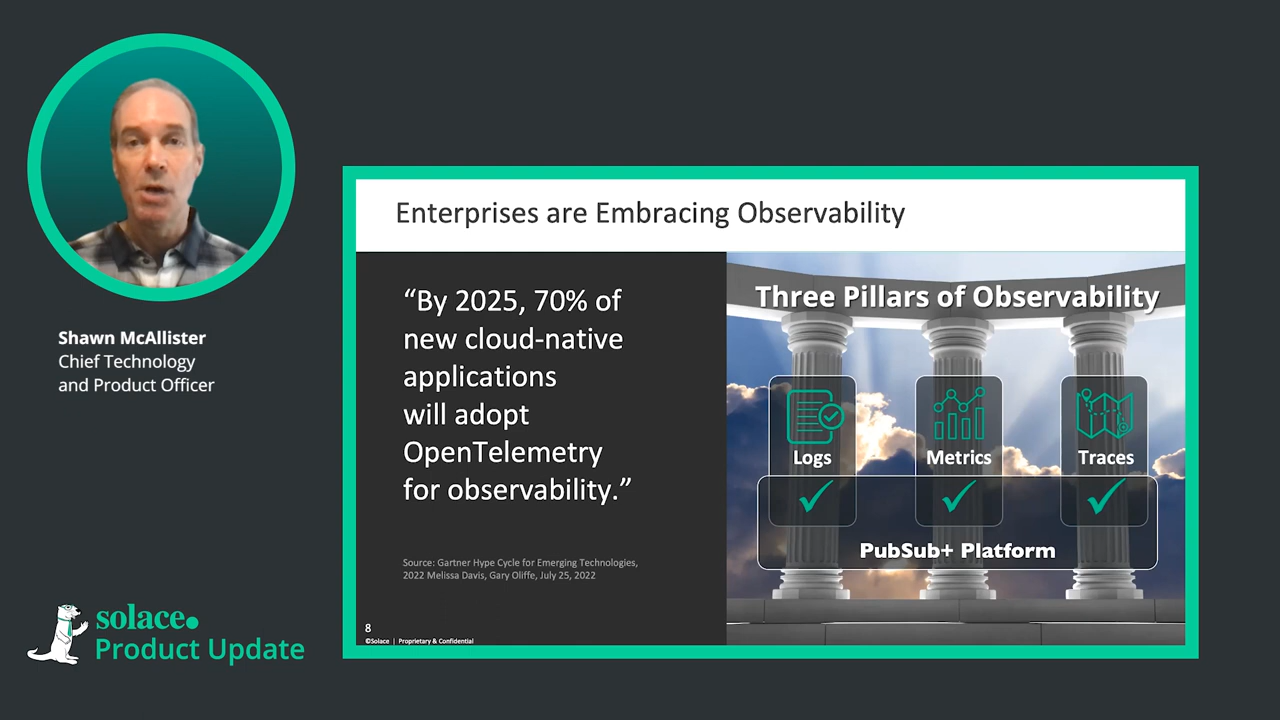 Shawn McAllister
Chief Technology
and Product Officer
solace.
Product Update
Enterprises are Embracing Observability
“By 2025, 70% of
new cloud-native
applications
will adopt
OpenTelemetry
for observability.”
Source: Gartner Hype Cycle for Emerging Technologies,
2022 Melissa Davis, Gary Oliffe, July 25, 2022
8
©Solace | Proprietary & Confidential
Three Pillars of Observability
Logs
Metrics
Traces
PubSub+ Platform